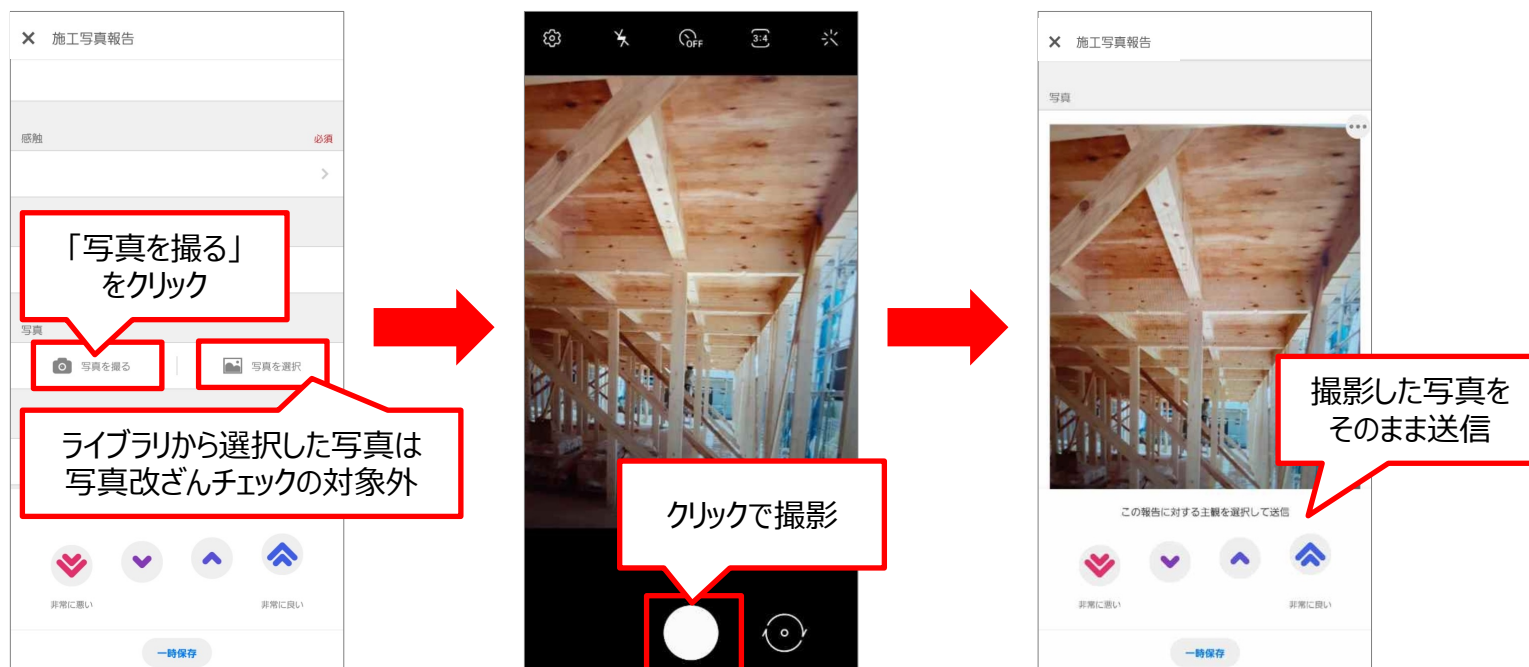 施工写真報告
感触
必須
「写真を撮る」
をクリック
写真
写真を撮る
写真を選択
ライブラリから選択した写真は
写真改ざんチェックの対象外
非常に悪い
非常に良い
一時保存
OFF
3:4
クリックで撮影
施工写真報告
写真
撮影した写真を
そのまま送信
この報告に対する主観を選択して送信
非常に悪い
非常に良い
一時保存